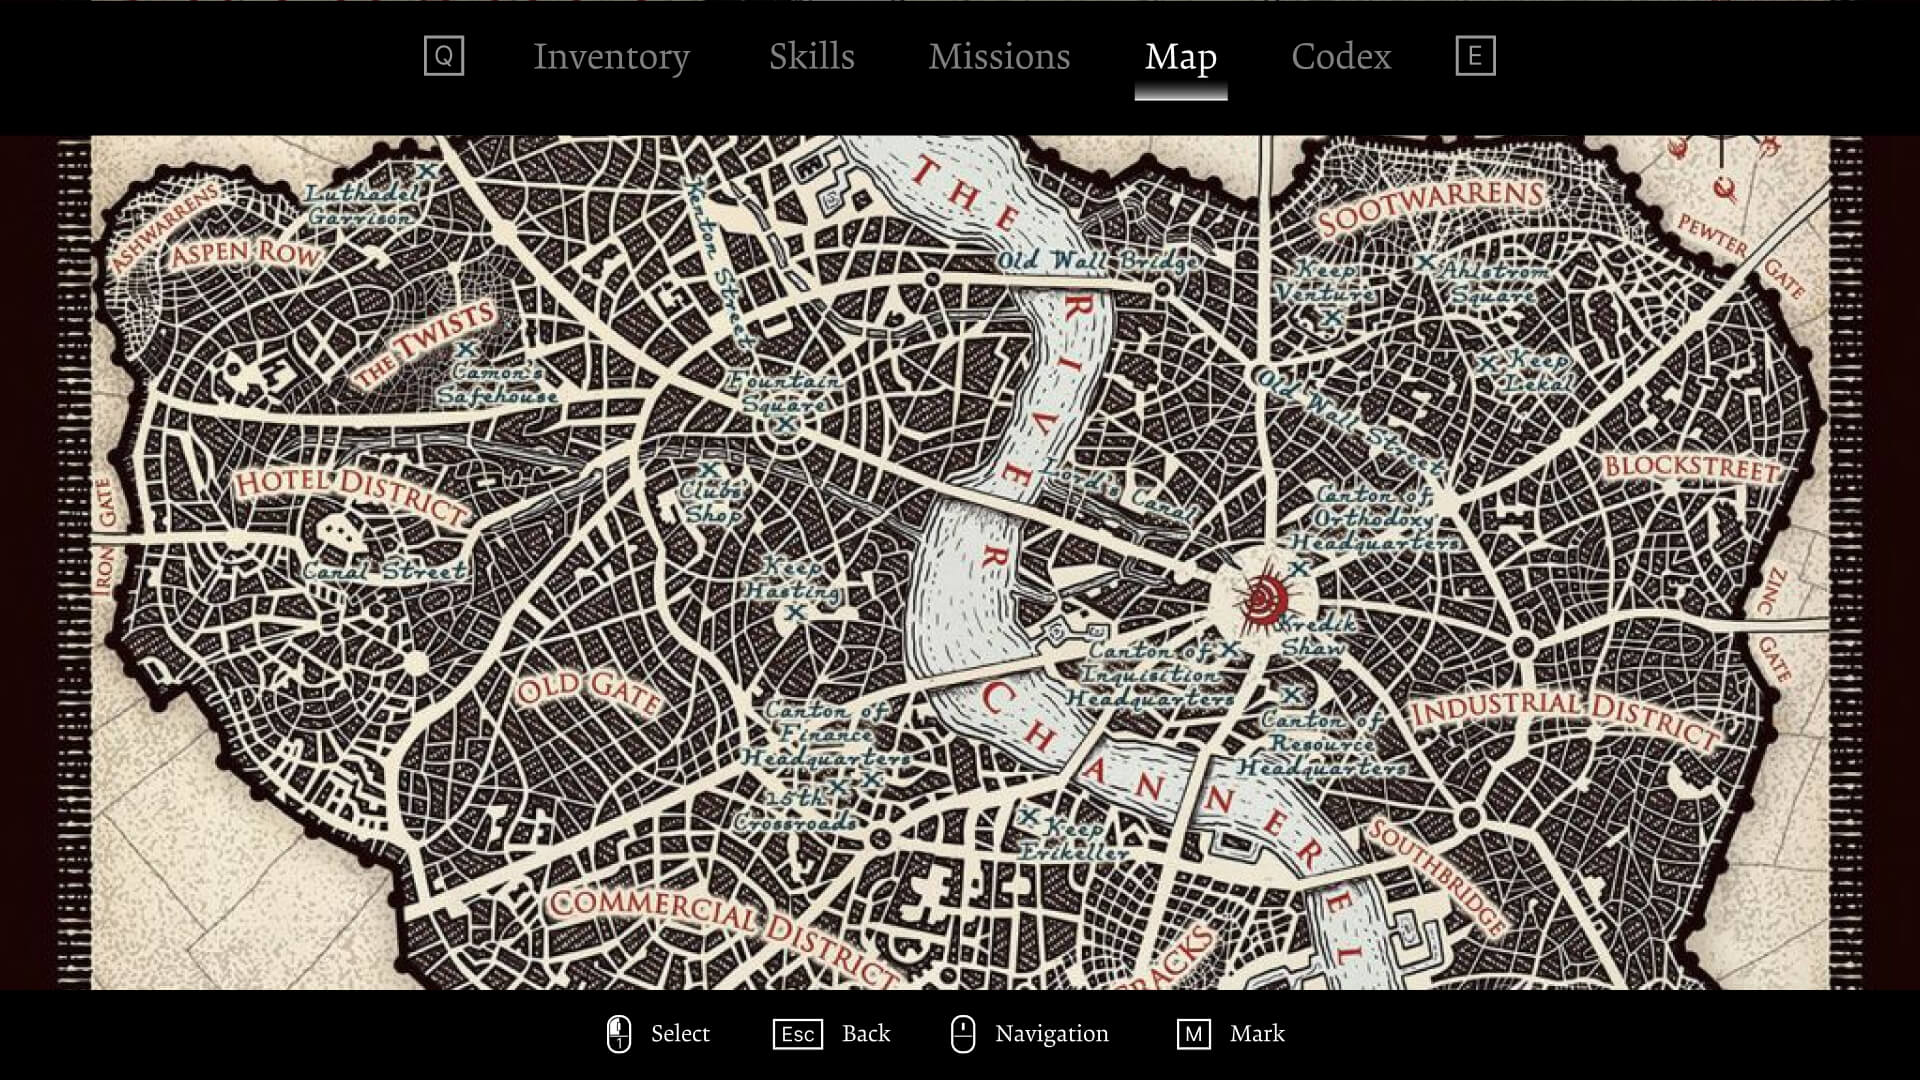 Q Inventory Skills Missions Map Codex E
ASHWARRENS
ASPEN ROW
Luthadel
Garrison
Kenton Street
THE
RIVER
CHANNEREL
Old Wall Bridge
SOOTWARRENS
PEWTER
GATE
Keep
Venture
Ahlstrom
Square
THE TWISTS
Camon's
Safehouse
Fountain
Square
Keep
Lekal
Old Wall Street
HOTEL DISTRICT
Clubs'
Shop
Lord's Canal
Canton of
Orthodoxy
Headquarters
BLOCKSTREET
IRON GATE
Canal Street
Keep
Hasting
Kredik
Shaw
ZINC
GATE
Canton of
Inquisition
Headquarters
OLD GATE
Canton of
Finance
Headquarters
15th
Crossroads
Canton of
Resource
Headquarters
INDUSTRIAL DISTRICT
Keep
Erikeller
SOUTHBRIDGE
COMMERCIAL DISTRICT
1 Select Esc Back Navigation M Mark